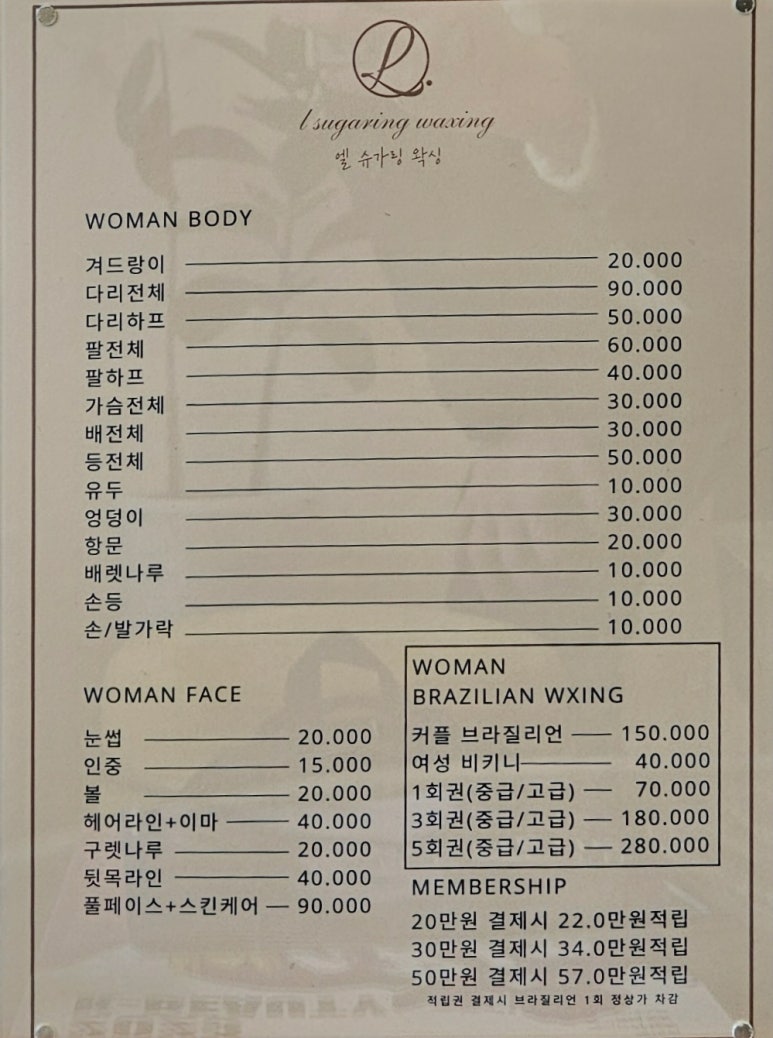 L.
l sugaring waxing
엘 슈가링 왁싱
WOMAN BODY
겨드랑이 20.000
다리전체 90.000
다리하프 50.000
팔전체 60.000
팔하프 40.000
가슴전체 30.000
배전체 30.000
등전체 50.000
유두 10.000
엉덩이 30.000
항문 20.000
배렛나루 10.000
손등 10.000
손/발가락 10.000
WOMAN FACE
눈썹 20.000
인중 15.000
볼 20.000
헤어라인+이마 40.000
구렛나루 20.000
뒷목라인 40.000
풀페이스+스킨케어 90.000
WOMAN
BRAZILIAN WXING
커플 브라질리언 150.000
여성 비키니 40.000
1회권(중급/고급) 70.000
3회권(중급/고급) 180.000
5회권(중급/고급) 280.000
MEMBERSHIP
20만원 결제시 22.0만원적립
30만원 결제시 34.0만원적립
50만원 결제시 57.0만원적립
적립권 결제시 브라질리언 1회 정상가 차감